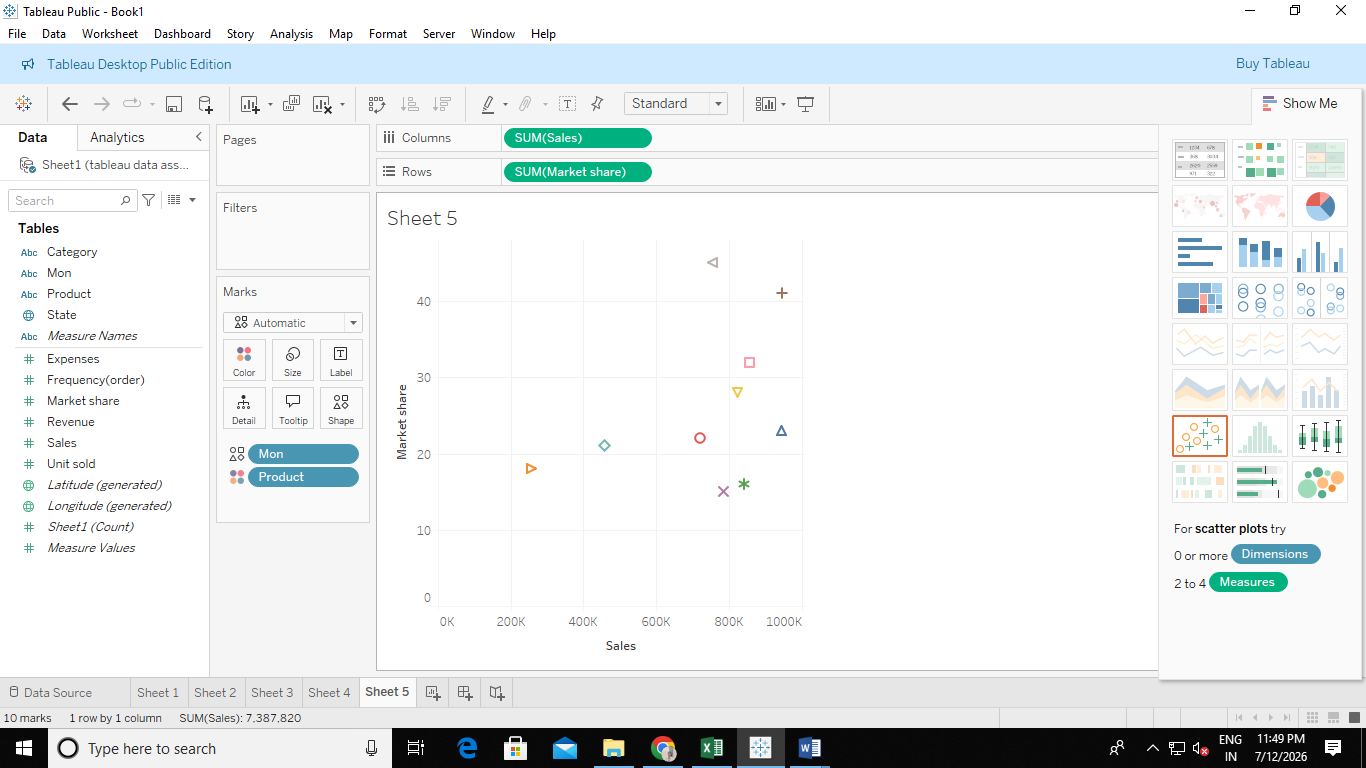 Tableau Public - Book1
File Data Worksheet Dashboard Story Analysis Map Format Server Window Help
Tableau Desktop Public Edition
Buy Tableau
Standard
Show Me
Data
Analytics
Sheet1 (tableau data ass...
Search
Tables
Abc Category
Abc Mon
Abc Product
State
Abc Measure Names
Expenses
Frequency(order)
Market share
Revenue
Sales
Unit sold
Latitude (generated)
Longitude (generated)
Sheet1 (Count)
Measure Values
Pages
Filters
Marks
Automatic
Color Size Label
Detail Tooltip Shape
Mon
Product
Columns SUM(Sales)
Rows SUM(Market share)
Sheet 5
40
30
20
10
0
Market share
0K 200K 400K 600K 800K 1000K
Sales
For scatter plots try
0 or more Dimensions
2 to 4 Measures
Data Source Sheet 1 Sheet 2 Sheet 3 Sheet 4 Sheet 5
10 marks 1 row by 1 column SUM(Sales): 7,387,820
Type here to search
ENG
IN
11:49 PM
7/12/2026